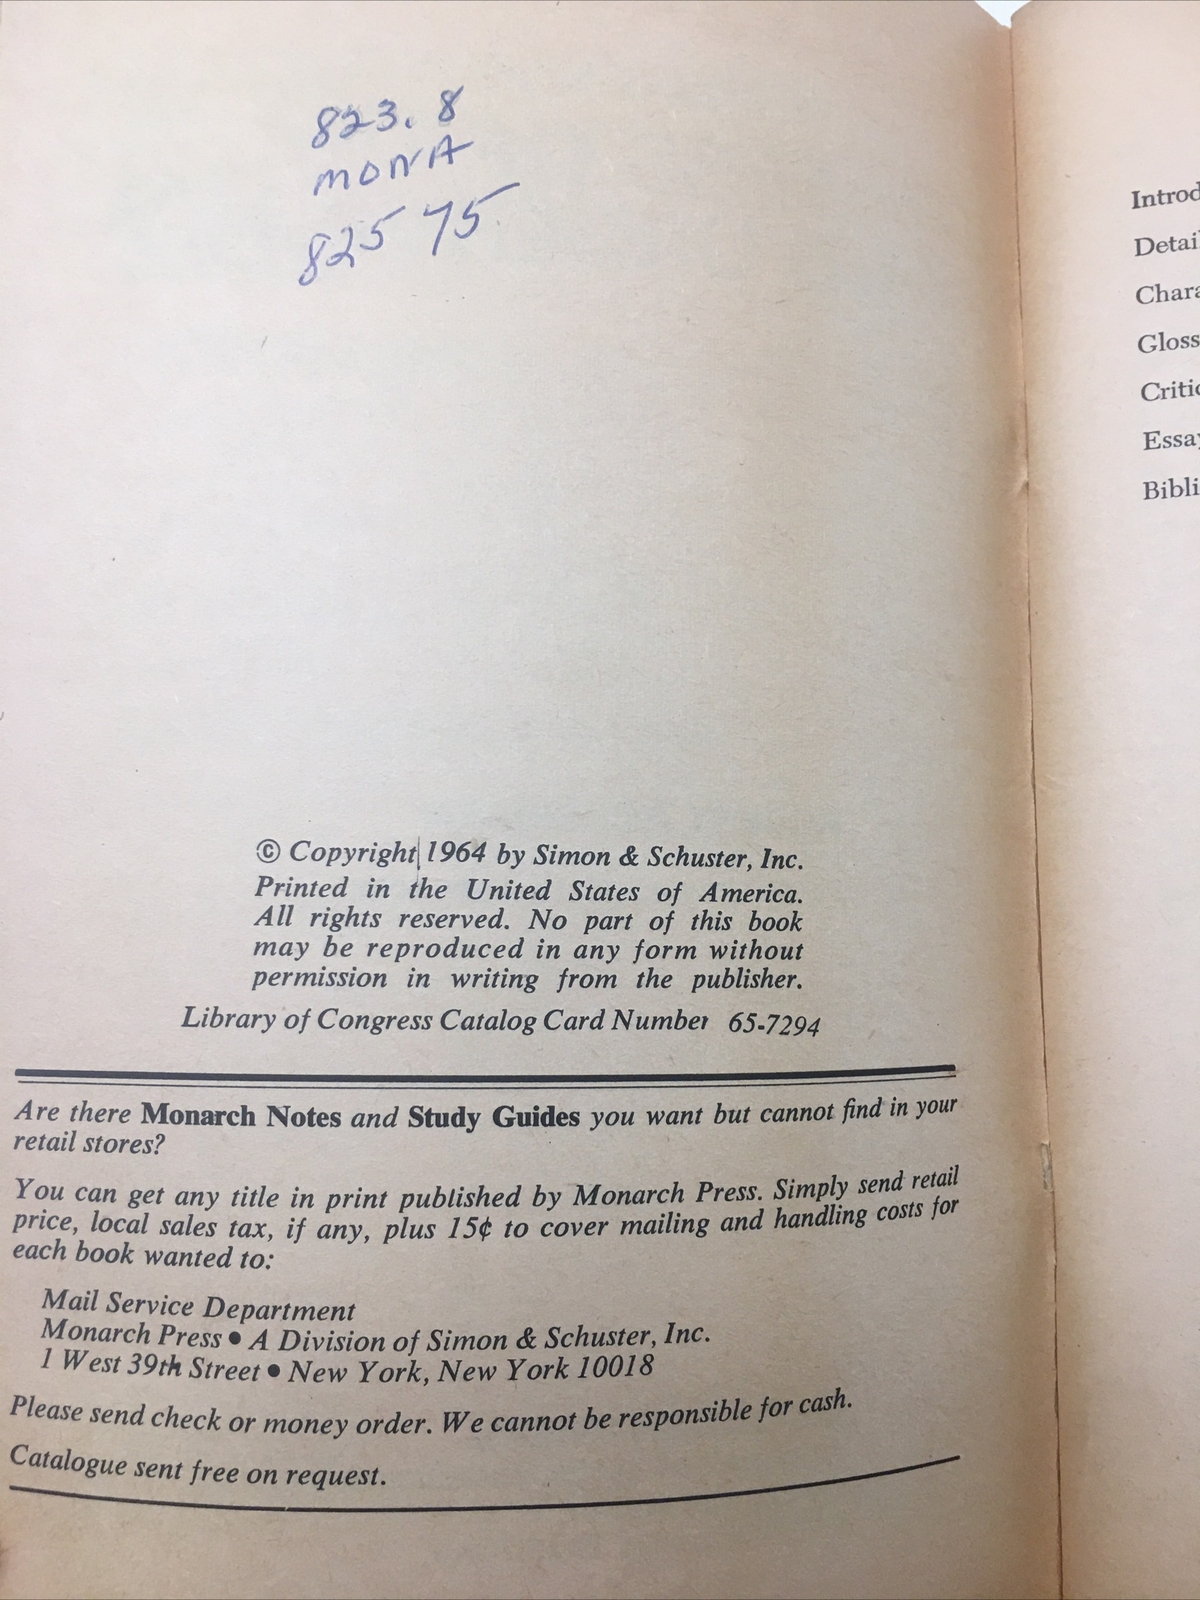 823. 8
MONA
825 75
© Copyright 1964 by Simon & Schuster, Inc.
Printed in the United States of America.
All rights reserved. No part of this book
may be reproduced in any form without
permission in writing from the publisher.
Library of Congress Catalog Card Number 65-7294
Are there Monarch Notes and Study Guides you want but cannot find in your
retail stores?
You can get any title in print published by Monarch Press. Simply send retail
price, local sales tax, if any, plus 15¢ to cover mailing and handling costs for
each book wanted to:
Mail Service Department
Monarch Press • A Division of Simon & Schuster, Inc.
1 West 39th Street • New York, New York 10018
Please send check or money order. We cannot be responsible for cash.
Catalogue sent free on request.
Introd
Detail
Chara
Gloss
Critic
Essay
Bibli